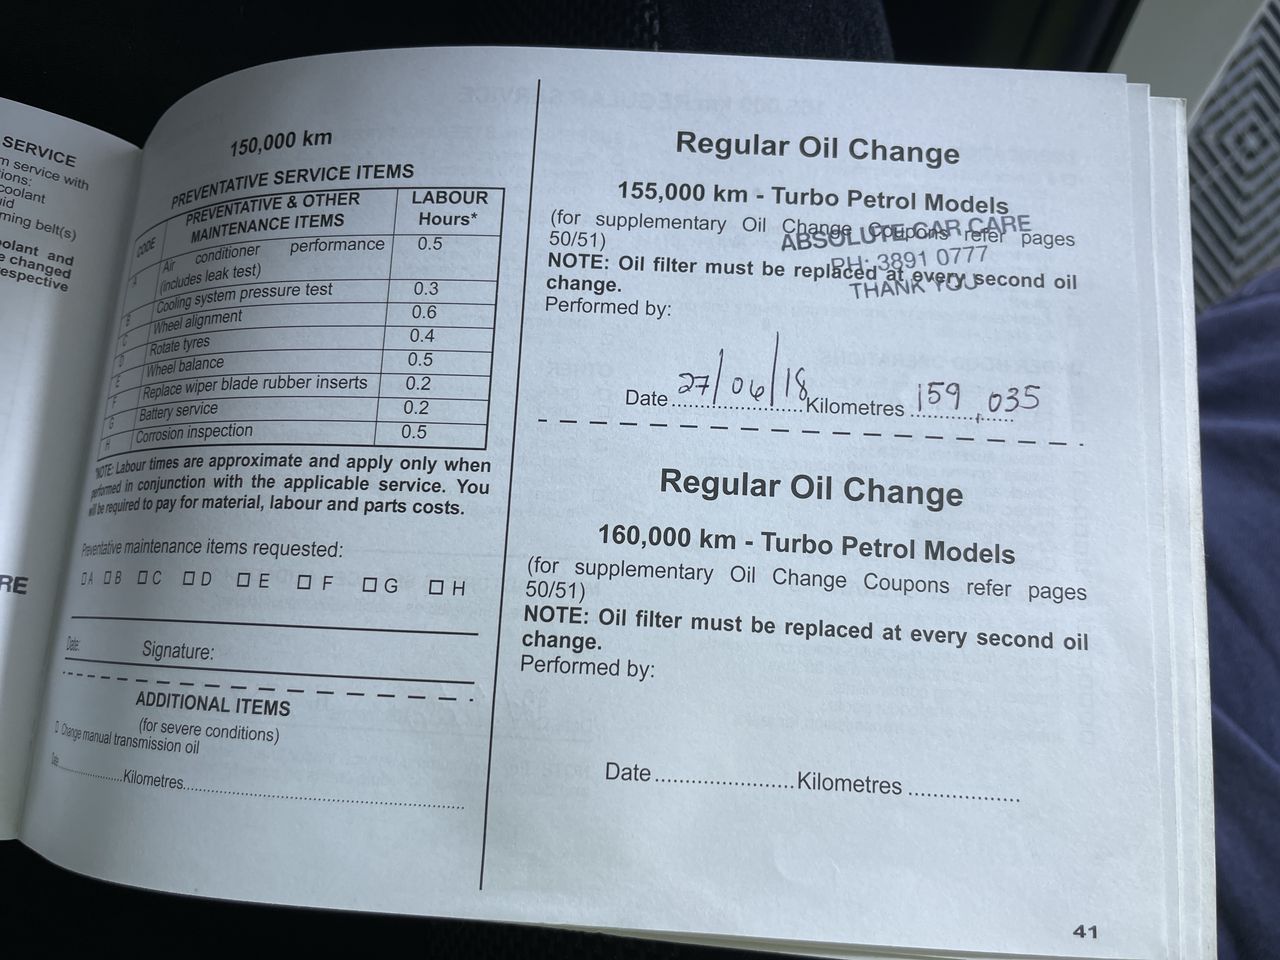 SERVICE
m service with
ions:
coolant
uid
ming belt(s)
olant and
e changed
espective
RE
150,000 km
PREVENTATIVE SERVICE ITEMS
CODE
PREVENTATIVE & OTHER
MAINTENANCE ITEMS
LABOUR
Hours*
A
Air conditioner performance
(includes leak test)
0.5
B Cooling system pressure test 0.3
C Wheel alignment 0.6
D Rotate tyres 0.4
E Wheel balance 0.5
F Replace wiper blade rubber inserts 0.2
G Battery service 0.2
H Corrosion inspection 0.5
*NOTE: Labour times are approximate and apply only when
performed in conjunction with the applicable service. You
will be required to pay for material, labour and parts costs.
Preventative maintenance items requested:
A B C D E F G H
Date: Signature:
ADDITIONAL ITEMS
(for severe conditions)
Change manual transmission oil
Date.....................Kilometres..........................................................
Regular Oil Change
155,000 km - Turbo Petrol Models
(for supplementary Oil Change Coupons refer pages
50/51)
ABSOLUTE CAR CARE
PH: 3891 0777
THANK YOU
NOTE: Oil filter must be replaced at every second oil
change.
Performed by:
Date 27/06/18 Kilometres 159,035
Regular Oil Change
160,000 km - Turbo Petrol Models
(for supplementary Oil Change Coupons refer pages
50/51)
NOTE: Oil filter must be replaced at every second oil
change.
Performed by:
Date.......................Kilometres ..................
41